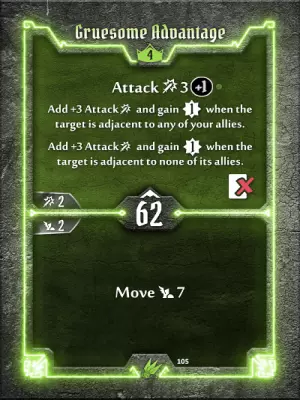 Gruesome Advantage
4
Attack 3 +1
Add +3 Attack and gain 1 when the
target is adjacent to any of your allies.
Add +3 Attack and gain 1 when the
target is adjacent to none of its allies.
2
62
2
Move 7
105